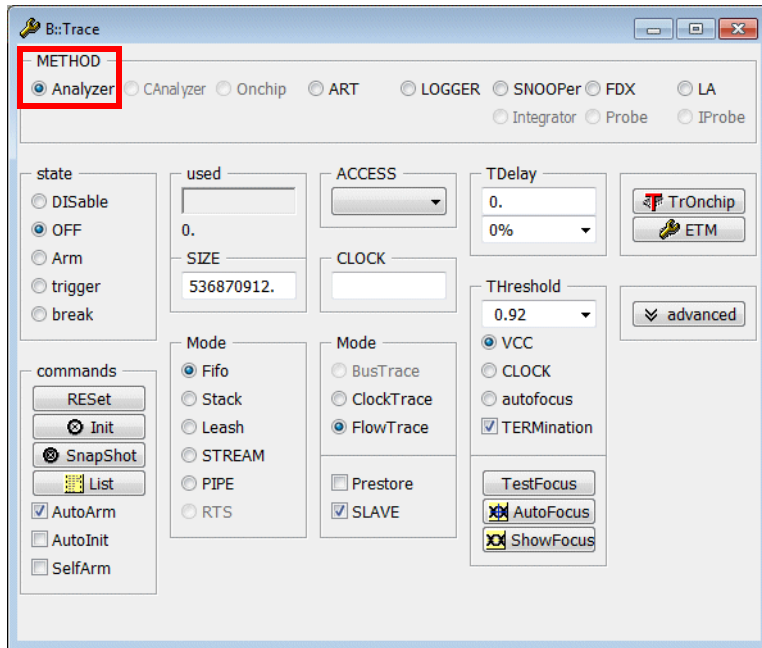 B::Trace
METHOD
Analyzer CAnalyzer Onchip ART LOGGER SNOOPer FDX LA
Integrator Probe IProbe
state
DISable
OFF
Arm
trigger
break
used
0.
SIZE
536870912.
ACCESS
CLOCK
TDelay
0.
0%
TrOnchip
ETM
THreshold
0.92
VCC
CLOCK
autofocus
TERMination
advanced
commands
RESet
Init
SnapShot
List
AutoArm
AutoInit
SelfArm
Mode
Fifo
Stack
Leash
STREAM
PIPE
RTS
Mode
BusTrace
ClockTrace
FlowTrace
Prestore
SLAVE
TestFocus
AutoFocus
ShowFocus